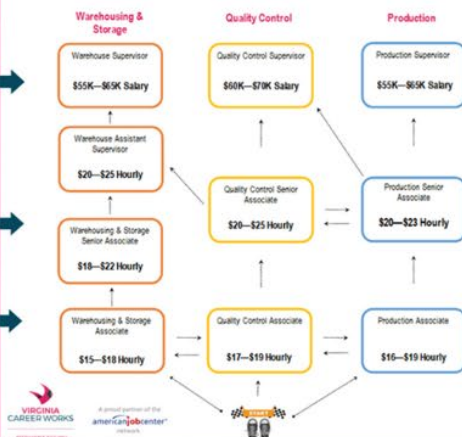 Warehousing &
Storage
Quality Control
Production
Warehouse Supervisor
$55K—$65K Salary
Quality Control Supervisor
$60K—$70K Salary
Production Supervisor
$55K—$65K Salary
Warehouse Assistant
Supervisor
$20—$25 Hourly
Quality Control Senior
Associate
$20—$25 Hourly
Production Senior
Associate
$20—$23 Hourly
Warehousing & Storage
Senior Associate
$18—$22 Hourly
Warehousing & Storage
Associate
$15—$18 Hourly
Quality Control Associate
$17—$19 Hourly
Production Associate
$16—$19 Hourly
VIRGINIA
CAREER WORKS
A proud partner of the
americanjobcenter
network
START